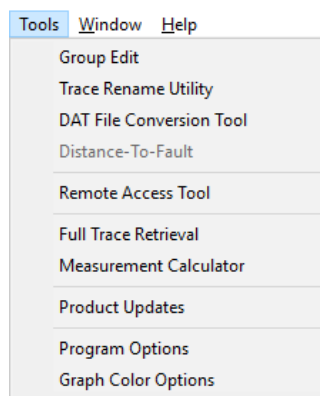 Tools Window Help
Group Edit
Trace Rename Utility
DAT File Conversion Tool
Distance-To-Fault
Remote Access Tool
Full Trace Retrieval
Measurement Calculator
Product Updates
Program Options
Graph Color Options